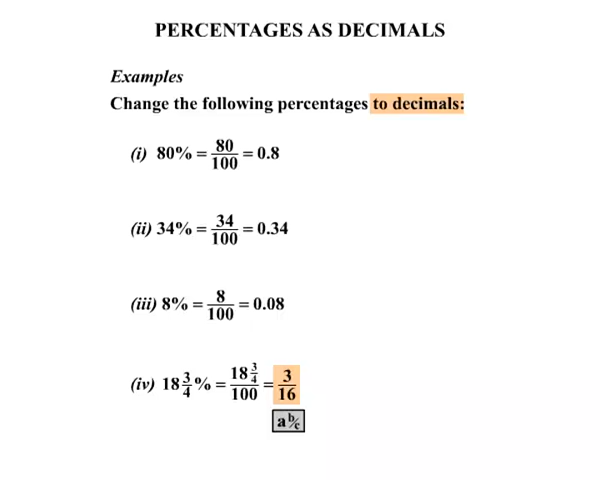 PERCENTAGES AS DECIMALS
Examples
Change the following percentages to decimals:
(i) 80% = 80/100 = 0.8
(ii) 34% = 34/100 = 0.34
(iii) 8% = 8/100 = 0.08
(iv) 18 3/4 % = 18 3/4 / 100 = 3/16
a b/c